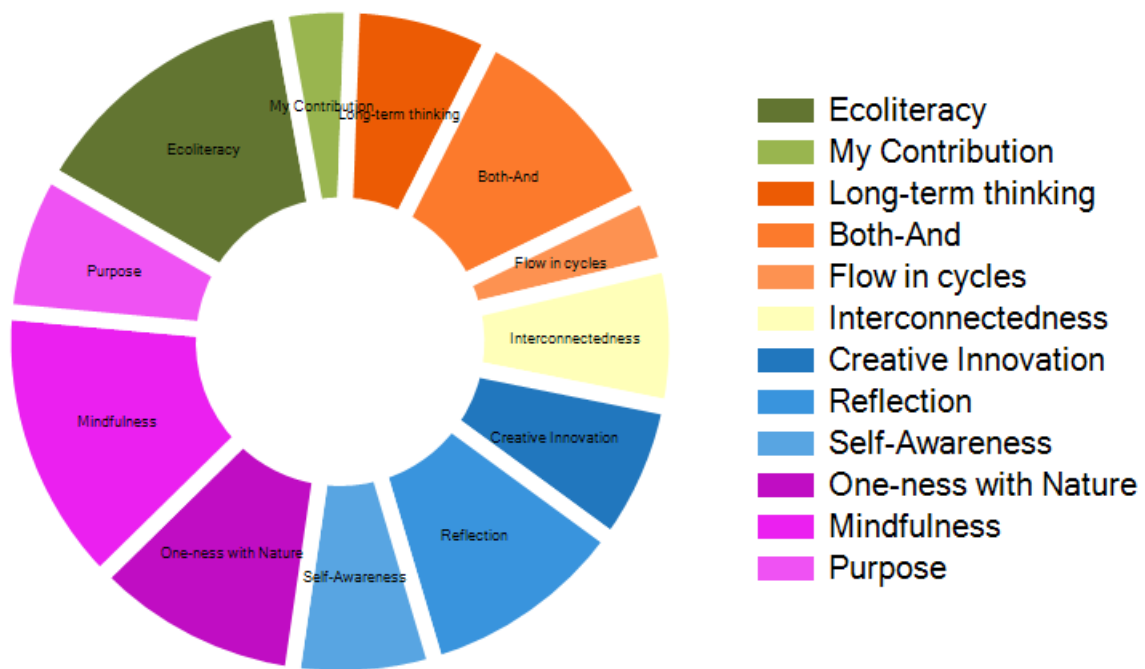 My Contribution
Long-term thinking
Ecoliteracy
Both-And
Flow in cycles
Purpose
Interconnectedness
Mindfulness
Creative Innovation
Reflection
One-ness with Nature
Self-Awareness
Ecoliteracy
My Contribution
Long-term thinking
Both-And
Flow in cycles
Interconnectedness
Creative Innovation
Reflection
Self-Awareness
One-ness with Nature
Mindfulness
Purpose